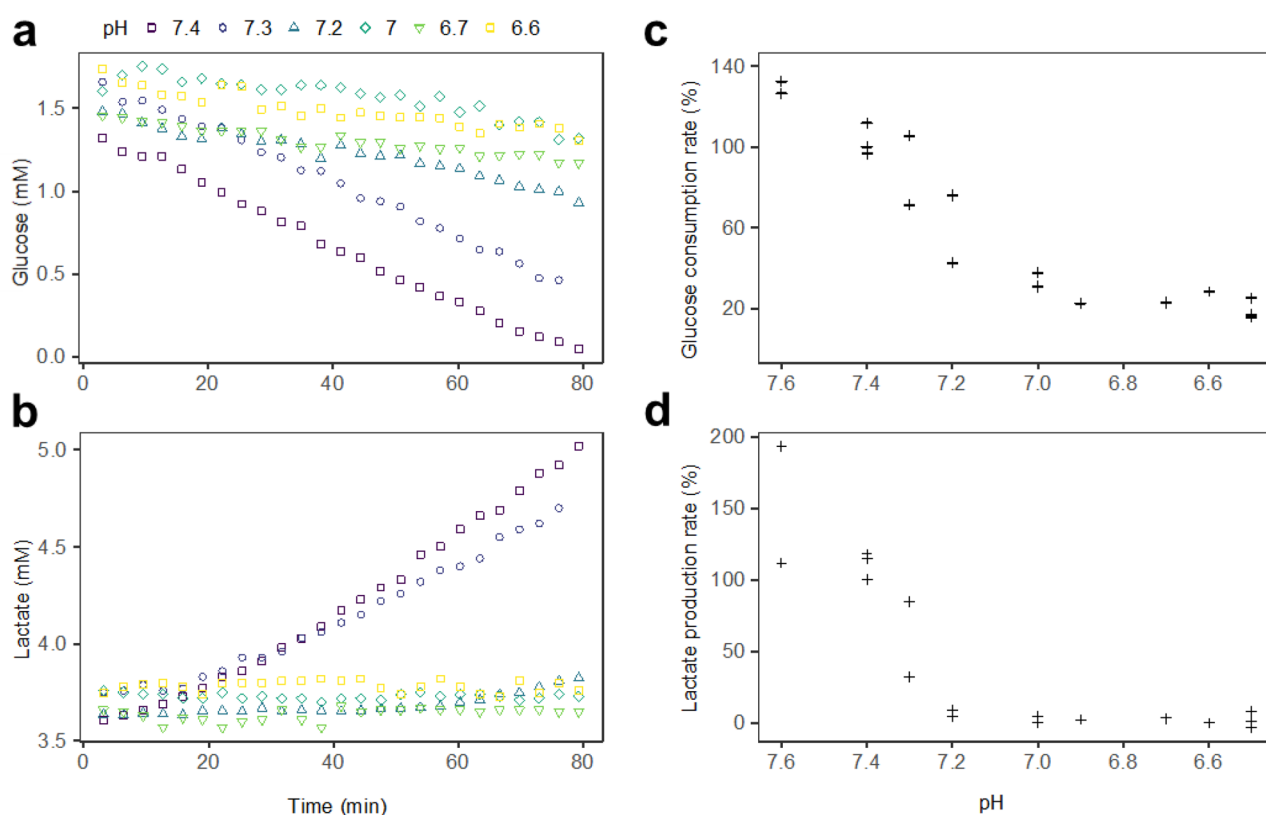 a
pH 7.4 7.3 7.2 7 6.7 6.6
Glucose (mM)
1.5
1.0
0.5
0.0
0 20 40 60 80
b
Lactate (mM)
5.0
4.5
4.0
3.5
0 20 40 60 80
Time (min)
c
Glucose consumption rate (%)
140
100
60
20
7.6 7.4 7.2 7.0 6.8 6.6
d
Lactate production rate (%)
200
150
100
50
0
7.6 7.4 7.2 7.0 6.8 6.6
pH